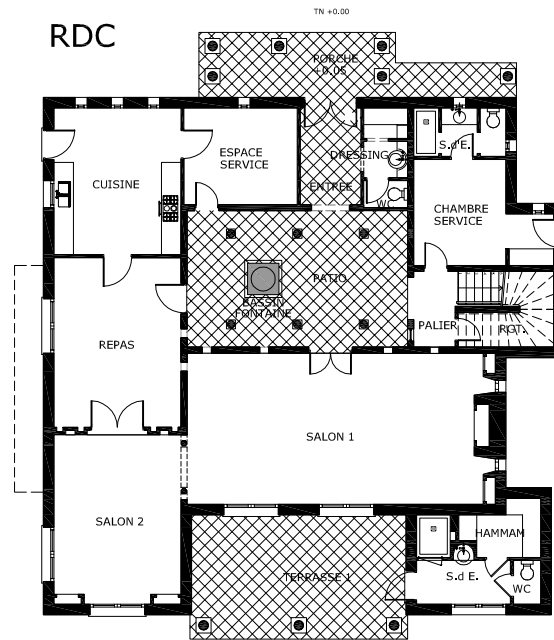 TN +0.00
RDC
PORCHE
+0.05
ESPACE
SERVICE
DRESSING
S.d'E.
CUISINE
ENTRÉE
WC
CHAMBRE
SERVICE
PATIO
BASSIN
FONTAINE
PALIER
RGT.
REPAS
SALON 1
SALON 2
HAMMAM
TERRASSE 1
S.d E.
WC